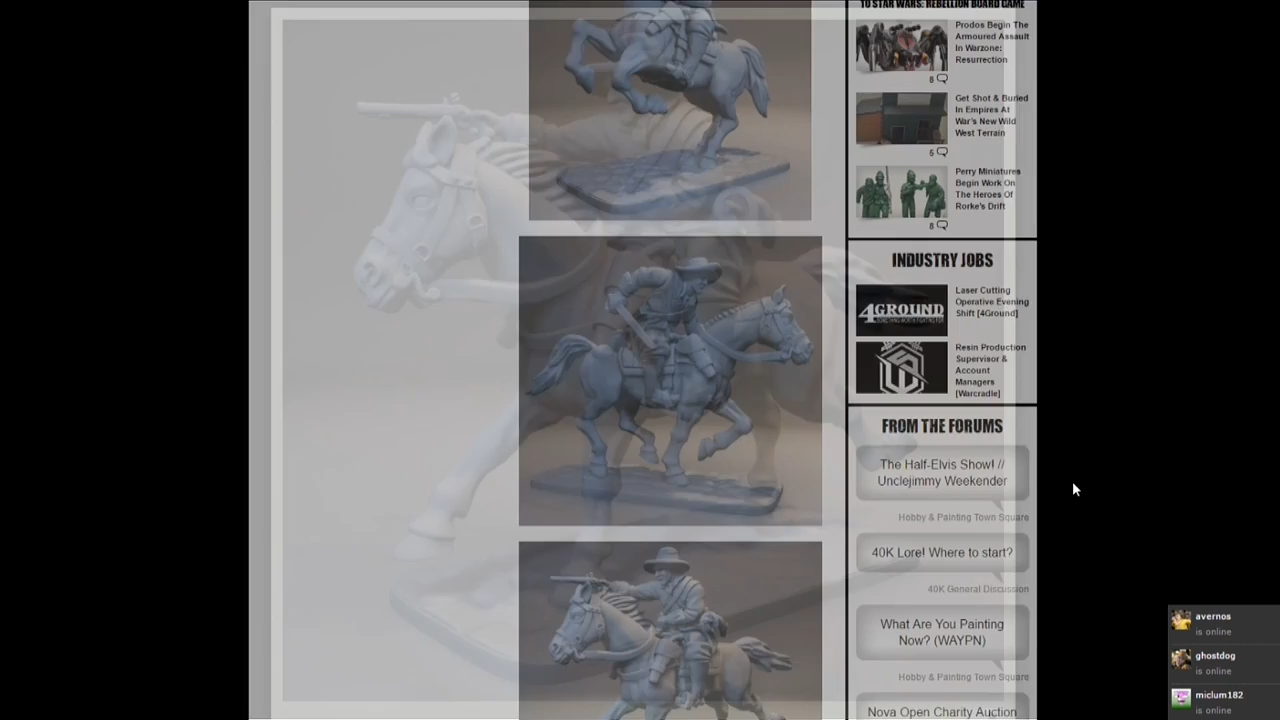 TO STAR WARS: REBELLION BOARD GAME
Prodos Begin The
Armoured Assault
In Warzone:
Resurrection
8
Get Shot & Buried
In Empires At
War's New Wild
West Terrain
6
Perry Miniatures
Begin Work On
The Heroes Of
Rorke's Drift
8
INDUSTRY JOBS
4GROUND
Laser Cutting
Operative Evening
Shift [4Ground]
Resin Production
Supervisor &
Account
Managers
[Warcradle]
FROM THE FORUMS
The Half-Elvis Show! //
Unclejimmy Weekender
Hobby & Painting Town Square
40K Lore! Where to start?
40K General Discussion
What Are You Painting
Now? (WAYPN)
Hobby & Painting Town Square
Nova Open Charity Auction
avernos
is online
ghostdog
is online
miclum182
is online